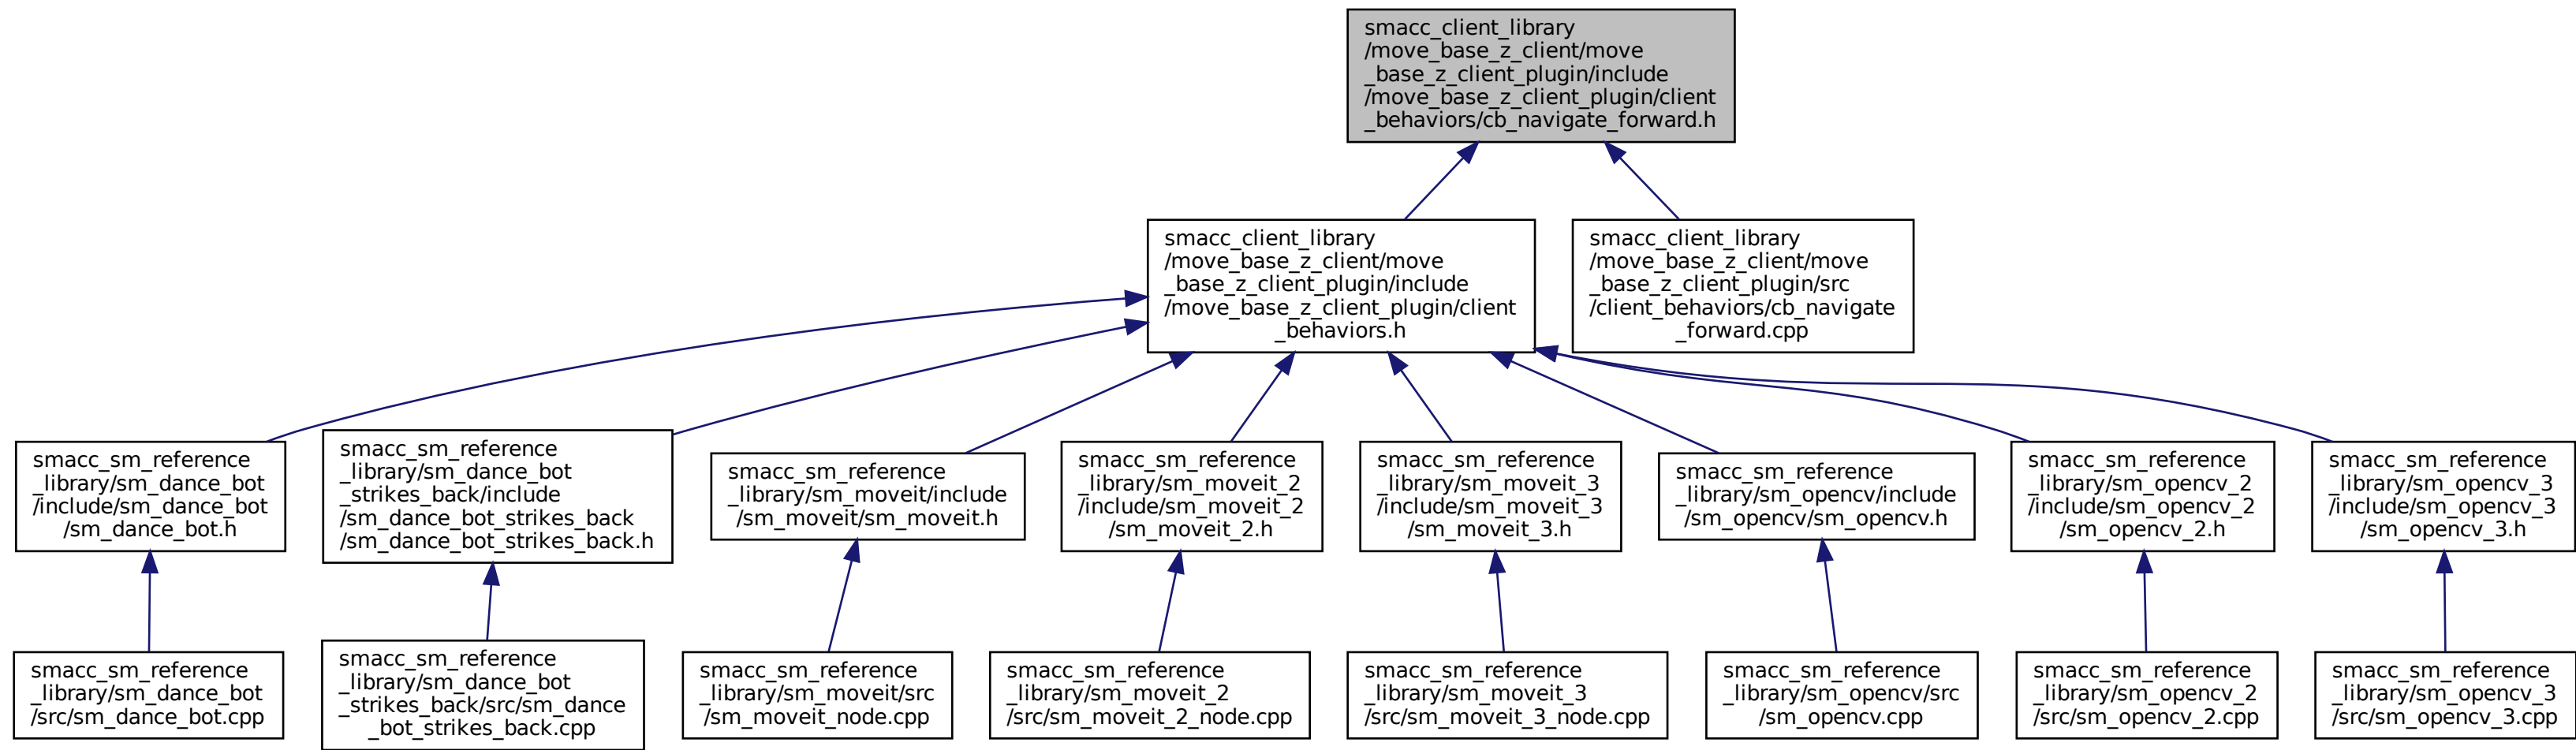 smacc_client_library
/move_base_z_client/move
_base_z_client_plugin/include
/move_base_z_client_plugin/client
_behaviors/cb_navigate_forward.h
smacc_client_library
/move_base_z_client/move
_base_z_client_plugin/include
/move_base_z_client_plugin/client
_behaviors.h
smacc_client_library
/move_base_z_client/move
_base_z_client_plugin/src
/client_behaviors/cb_navigate
_forward.cpp
smacc_sm_reference
_library/sm_dance_bot
/include/sm_dance_bot
/sm_dance_bot.h
smacc_sm_reference
_library/sm_dance_bot
_strikes_back/include
/sm_dance_bot_strikes_back
/sm_dance_bot_strikes_back.h
smacc_sm_reference
_library/sm_moveit/include
/sm_moveit/sm_moveit.h
smacc_sm_reference
_library/sm_moveit_2
/include/sm_moveit_2
/sm_moveit_2.h
smacc_sm_reference
_library/sm_moveit_3
/include/sm_moveit_3
/sm_moveit_3.h
smacc_sm_reference
_library/sm_opencv/include
/sm_opencv/sm_opencv.h
smacc_sm_reference
_library/sm_opencv_2
/include/sm_opencv_2
/sm_opencv_2.h
smacc_sm_reference
_library/sm_opencv_3
/include/sm_opencv_3
/sm_opencv_3.h
smacc_sm_reference
_library/sm_dance_bot
/src/sm_dance_bot.cpp
smacc_sm_reference
_library/sm_dance_bot
_strikes_back/src/sm_dance
_bot_strikes_back.cpp
smacc_sm_reference
_library/sm_moveit/src
/sm_moveit_node.cpp
smacc_sm_reference
_library/sm_moveit_2
/src/sm_moveit_2_node.cpp
smacc_sm_reference
_library/sm_moveit_3
/src/sm_moveit_3_node.cpp
smacc_sm_reference
_library/sm_opencv/src
/sm_opencv.cpp
smacc_sm_reference
_library/sm_opencv_2
/src/sm_opencv_2.cpp
smacc_sm_reference
_library/sm_opencv_3
/src/sm_opencv_3.cpp